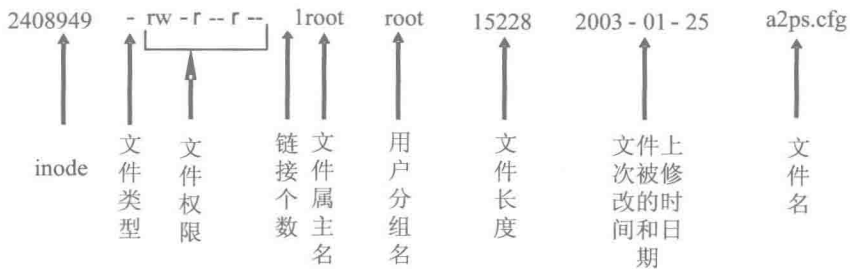 2408949 - rw - r -- r -- 1root root 15228 2003 - 01 - 25 a2ps.cfg
inode
文件类型
文件权限
链接个数
文件属主名
用户分组名
文件长度
文件上
次被修
改的时
间和日
期
文件名